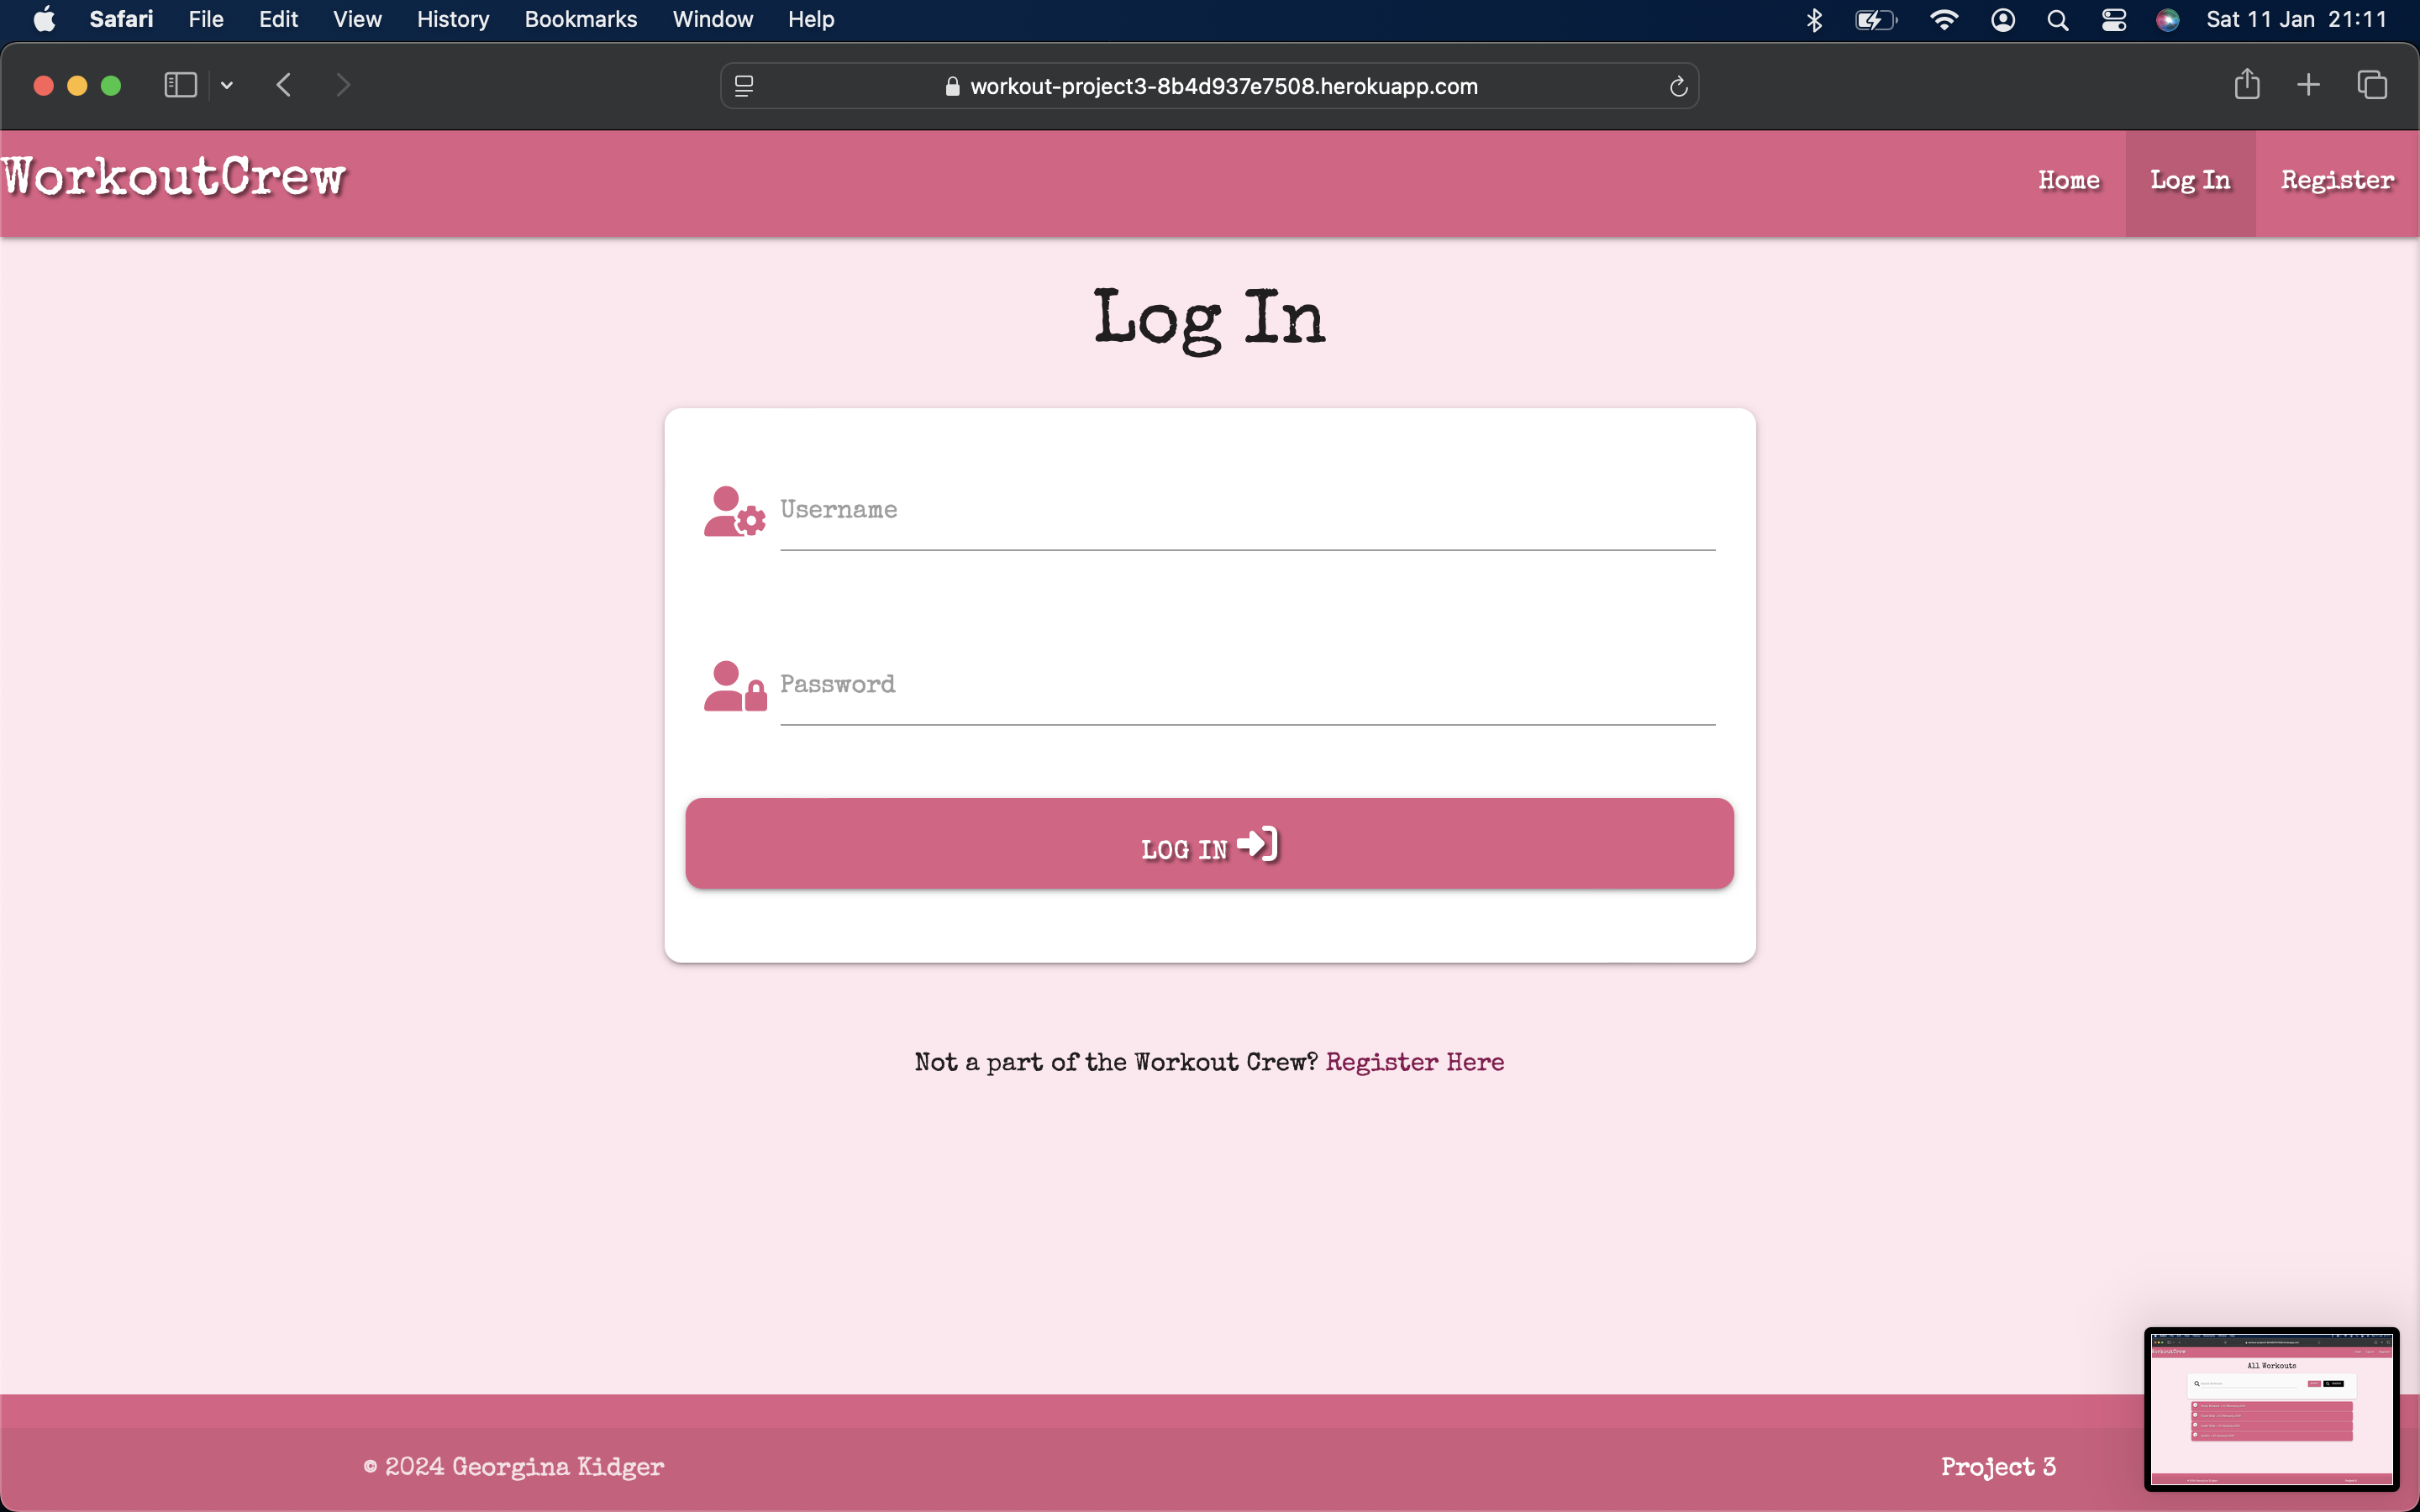 Safari File Edit View History Bookmarks Window Help Sat 11 Jan 21:11
workout-project3-8b4d937e7508.herokuapp.com
WorkoutCrew Home Log In Register
Log In
Username
Password
LOG IN
Not a part of the Workout Crew? Register Here
All Workouts
© 2024 Georgina Kidger Project 3